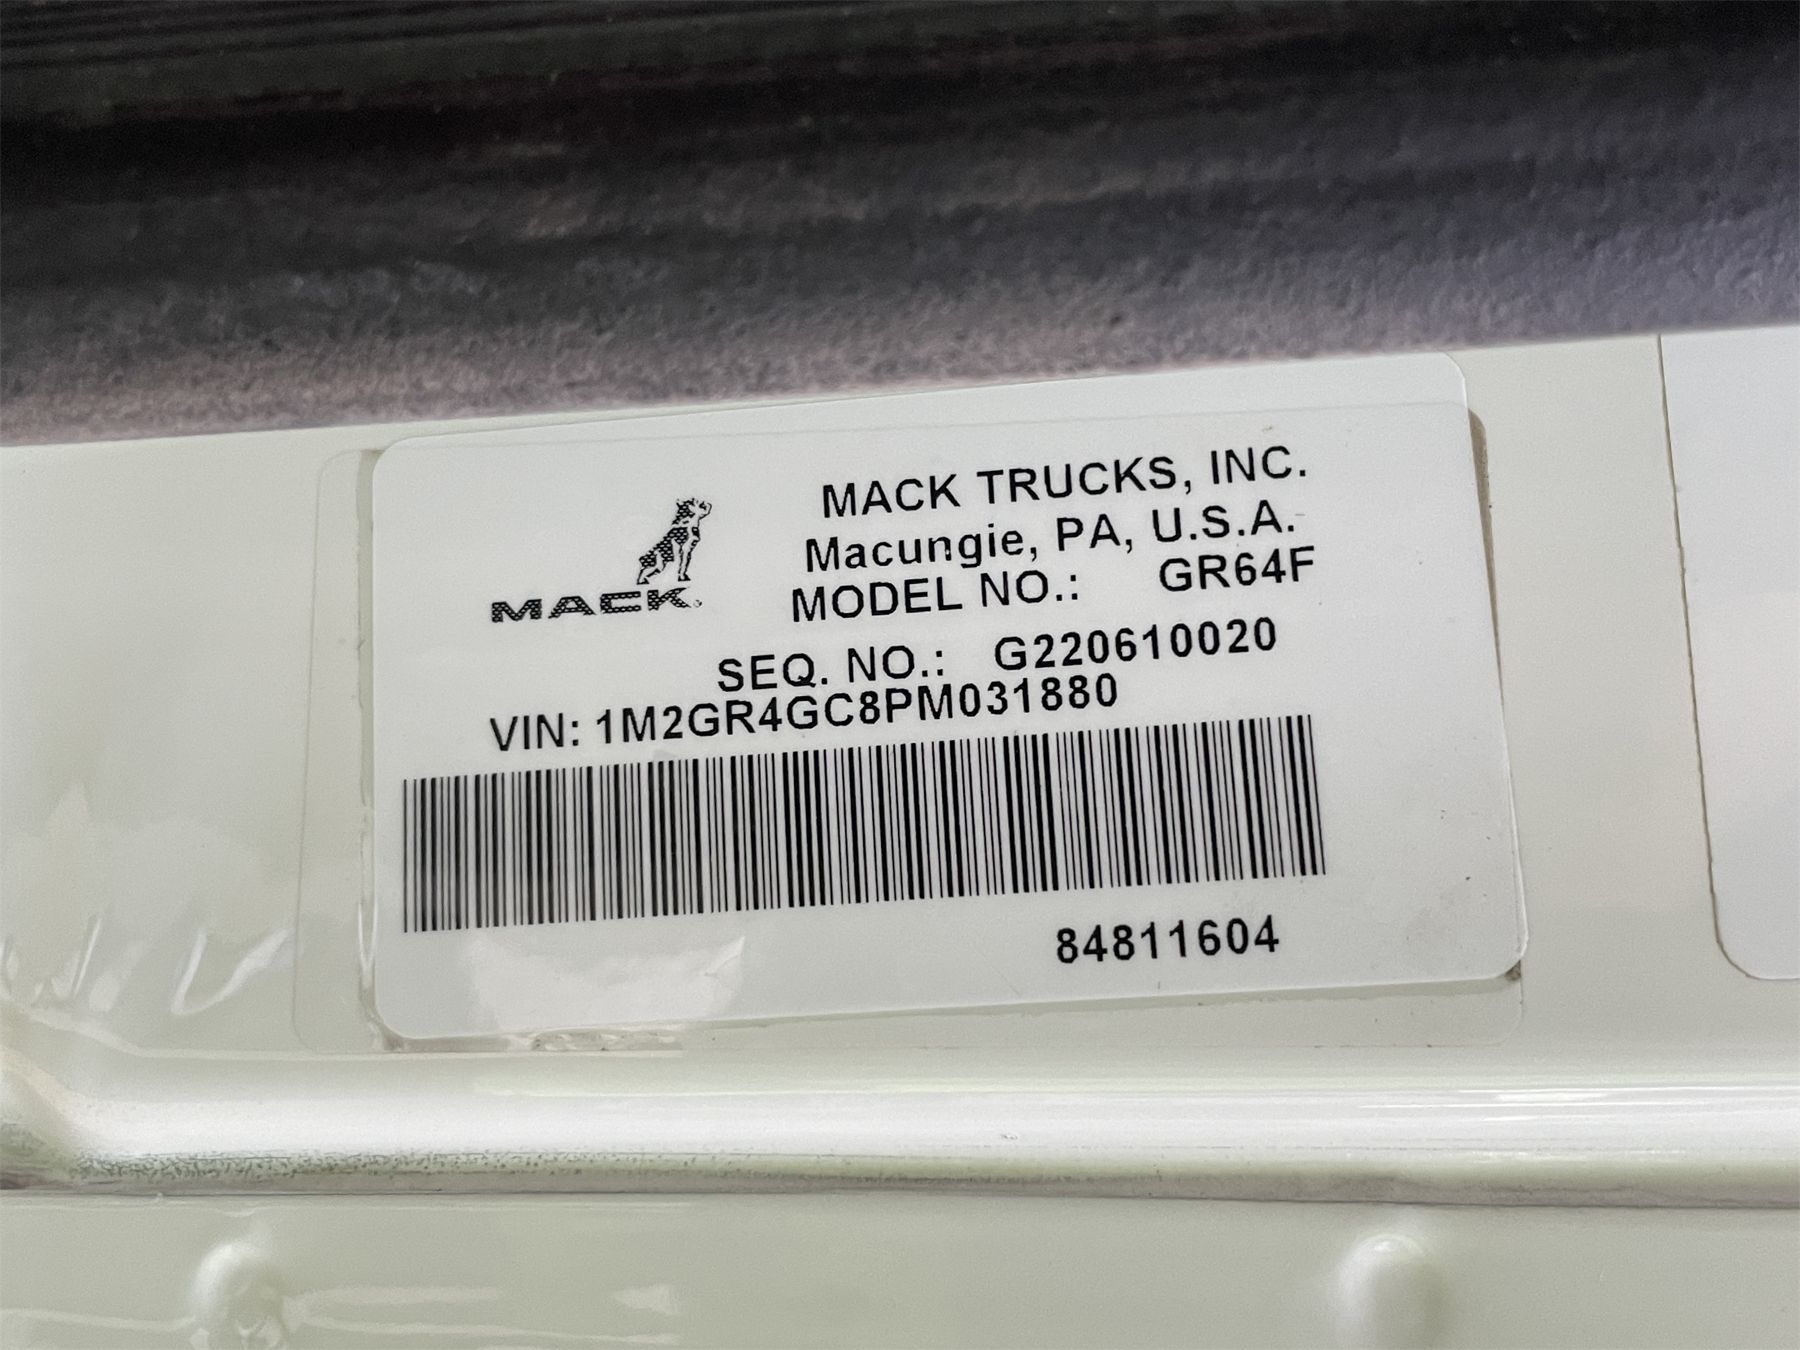 MACK TRUCKS, INC.
Macungie, PA, U.S.A.
MACK
MODEL NO.: GR64F
SEQ. NO.: G220610020
VIN: 1M2GR4GC8PM031880
84811604